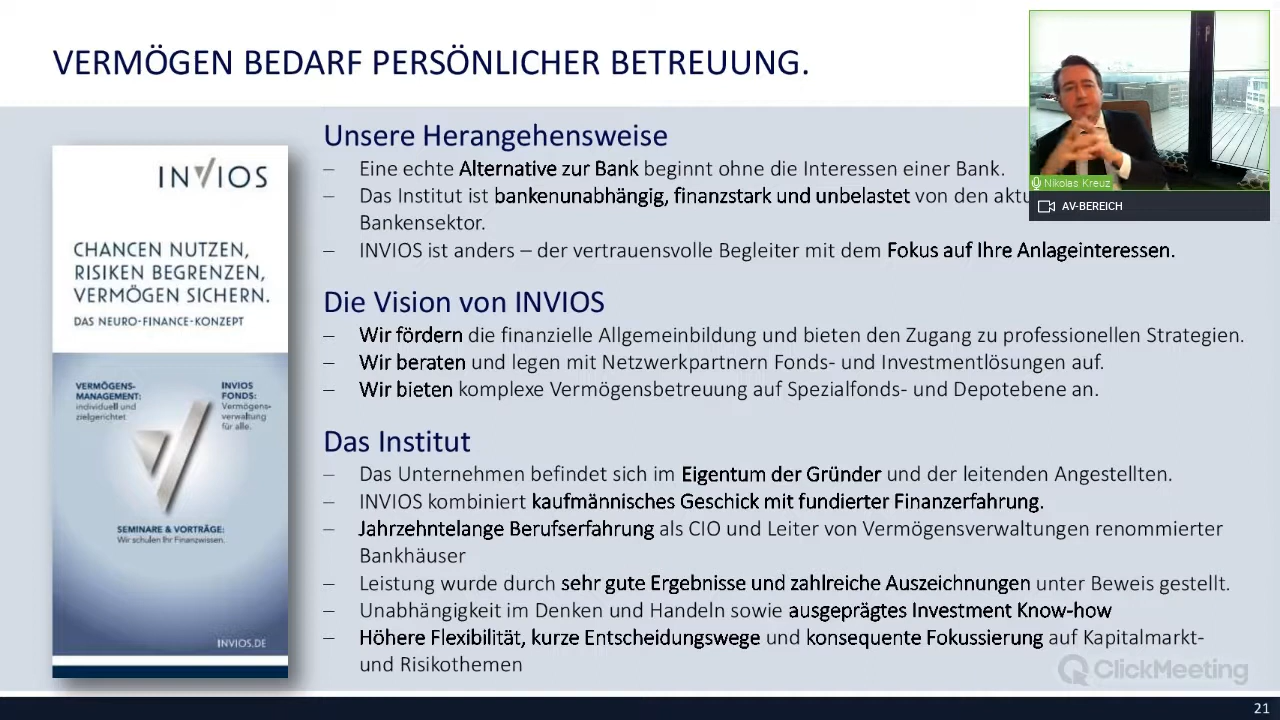 VERMÖGEN BEDARF PERSÖNLICHER BETREUUNG.
INVIOS
CHANCEN NUTZEN,
RISIKEN BEGRENZEN,
VERMÖGEN SICHERN.
DAS NEURO-FINANCE-KONZEPT
VERMÖGENS-
MANAGEMENT:
individuell und
zielgerichtet
INVIOS
FONDS:
Vermögens-
verwaltung
für alle.
SEMINARE & VORTRÄGE:
Wir schulen Ihr Finanzwissen.
INVIOS.DE
Unsere Herangehensweise
– Eine echte Alternative zur Bank beginnt ohne die Interessen einer Bank.
– Das Institut ist bankenunabhängig, finanzstark und unbelastet von den
Bankensektor.
– INVIOS ist anders – der vertrauensvolle Begleiter mit dem Fokus auf Ihre Anlageinteressen.
Die Vision von INVIOS
– Wir fördern die finanzielle Allgemeinbildung und bieten den Zugang zu professionellen Strategien.
– Wir beraten und legen mit Netzwerkpartnern Fonds- und Investmentlösungen auf.
– Wir bieten komplexe Vermögensbetreuung auf Spezialfonds- und Depotebene an.
Das Institut
– Das Unternehmen befindet sich im Eigentum der Gründer und der leitenden Angestellten.
– INVIOS kombiniert kaufmännisches Geschick mit fundierter Finanzerfahrung.
– Jahrzehntelange Berufserfahrung als CIO und Leiter von Vermögensverwaltungen renommierter
Bankhäuser
– Leistung wurde durch sehr gute Ergebnisse und zahlreiche Auszeichnungen unter Beweis gestellt.
– Unabhängigkeit im Denken und Handeln sowie ausgeprägtes Investment Know-how
– Höhere Flexibilität, kurze Entscheidungswege und konsequente Fokussierung auf Kapitalmarkt-
und Risikothemen
Nikolas Kreuz
AV-BEREICH
ClickMeeting
21